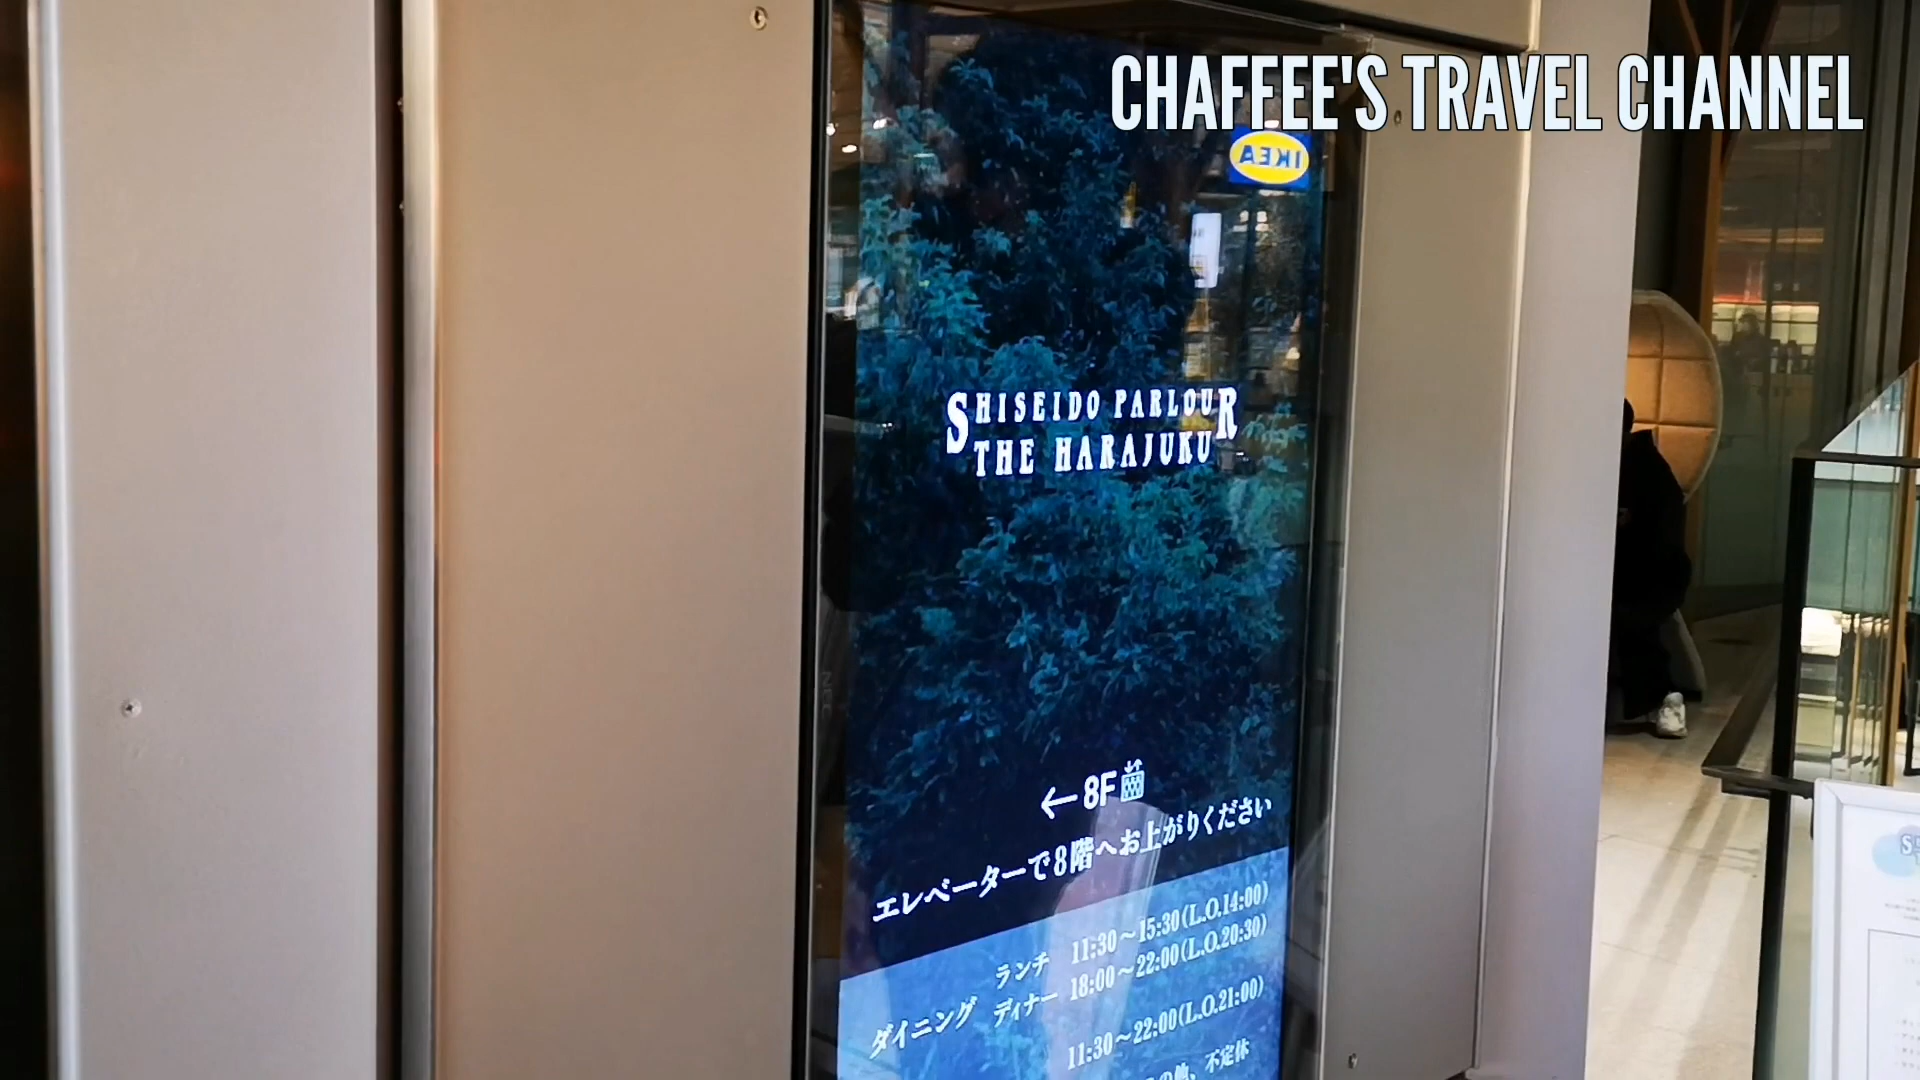 CHAFFEE'S TRAVEL CHANNEL
IKEA
SHISEIDO PARLOUR
THE HARAJUKU
←8F
エレベーターで8階へお上がりください
ランチ 11:30～15:30(L.O.14:00)
ダイニング ディナー 18:00～22:00(L.O.20:30)
11:30～22:00(L.O.21:00)
の他、不定休
NEC